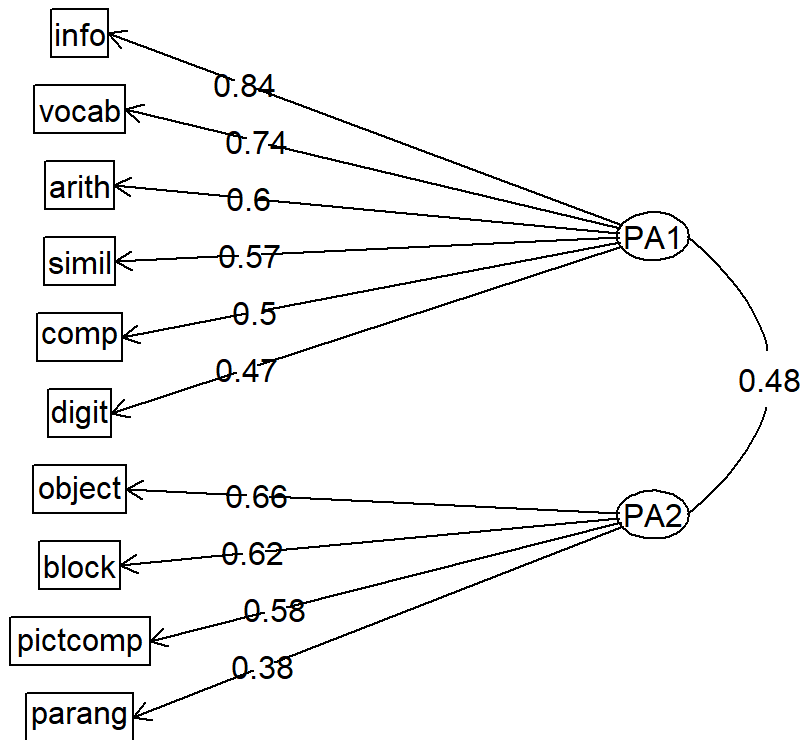 info
0.84
vocab
0.74
arith
0.6
PA1
simil
0.57
comp
0.5
digit
0.47
0.48
object
0.66
PA2
block
0.62
pictcomp
0.58
parang
0.38